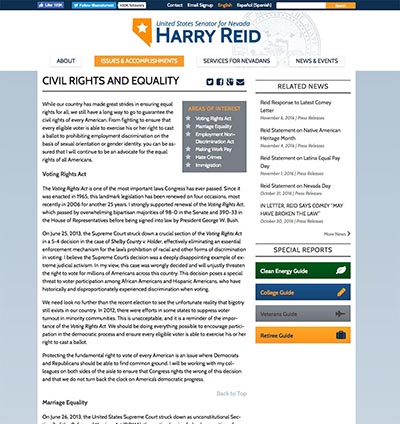 Follow @senatorreid
Contact Email Signup English Español (Spanish)
United States Senator for Nevada
HARRY REID
ABOUT ISSUES & ACCOMPLISHMENTS SERVICES FOR NEVADANS NEWS & EVENTS
CIVIL RIGHTS AND EQUALITY
While our country has made great strides in ensuring equal
rights for all, we still have a long way to go to guarantee the
civil rights of every American. From fighting to ensure that
every eligible voter is able to exercise his or her right to cast
a ballot to prohibiting employment discrimination on the
basis of sexual orientation or gender identity, you can be as-
sured that I will continue to be an advocate for the equal
rights of all Americans.
AREAS OF INTEREST
Voting Rights Act
Marriage Equality
Employment Non-
Discrimination Act
Making Work Pay
Hate Crimes
Immigration
Voting Rights Act
The Voting Rights Act is one of the most important laws Congress has ever passed. Since it
was enacted in 1965, this landmark legislation has been renewed on four occasions, most
recently in 2006 for another 25 years. I strongly supported renewal of the Voting Rights Act,
which passed by overwhelming bipartisan majorities of 98-0 in the Senate and 390-33 in
the House of Representatives before being signed into law by President George W. Bush.
On June 25, 2013, the Supreme Court struck down a crucial section of the Voting Rights Act
in a 5-4 decision in the case of Shelby County v. Holder, effectively eliminating an essential
enforcement mechanism for the law's prohibition of racial and other forms of discrimination
in voting. I believe the Supreme Court's decision was a deeply disappointing example of ex-
treme judicial activism. In my view, this case was wrongly decided and will unjustly threaten
the right to vote for millions of Americans across this country. This decision poses a special
threat to voter participation among African Americans and Hispanic Americans, who have
historically and disproportionately experienced discrimination when voting.
We need look no further than the recent election to see the unfortunate reality that bigotry
still exists in our country. In 2012, there were efforts in some states to suppress voter
turnout in minority communities. This is unacceptable, and it is a reminder of the impor-
tance of the Voting Rights Act. We should be doing everything possible to encourage partici-
pation in the democratic process and ensure every eligible voter is able to exercise his or her
right to cast a ballot.
Protecting the fundamental right to vote of every American is an issue where Democrats
and Republicans should be able to find common ground. I will be working with my col-
leagues on both sides of the aisle to ensure that Congress rights the wrong of this decision
and that we do not turn back the clock on America's democratic progress.
Back to Top
Marriage Equality
On June 26, 2013, the United States Supreme Court struck down as unconstitutional Sec-
RELATED NEWS
Reid Response to Latest Comey
Letter
November 6, 2016 / Press Releases
Reid Statement on Native American
Heritage Month
November 4, 2016 / Press Releases
Reid Statement on Latina Equal Pay
Day
November 1, 2016 / Press Releases
Reid Statement on Nevada Day
October 31, 2016 / Press Releases
IN LETTER, REID SAYS COMEY "MAY
HAVE BROKEN THE LAW"
October 30, 2016 / Press Releases
More News
SPECIAL REPORTS
Clean Energy Guide
College Guide
Veterans Guide
Retiree Guide